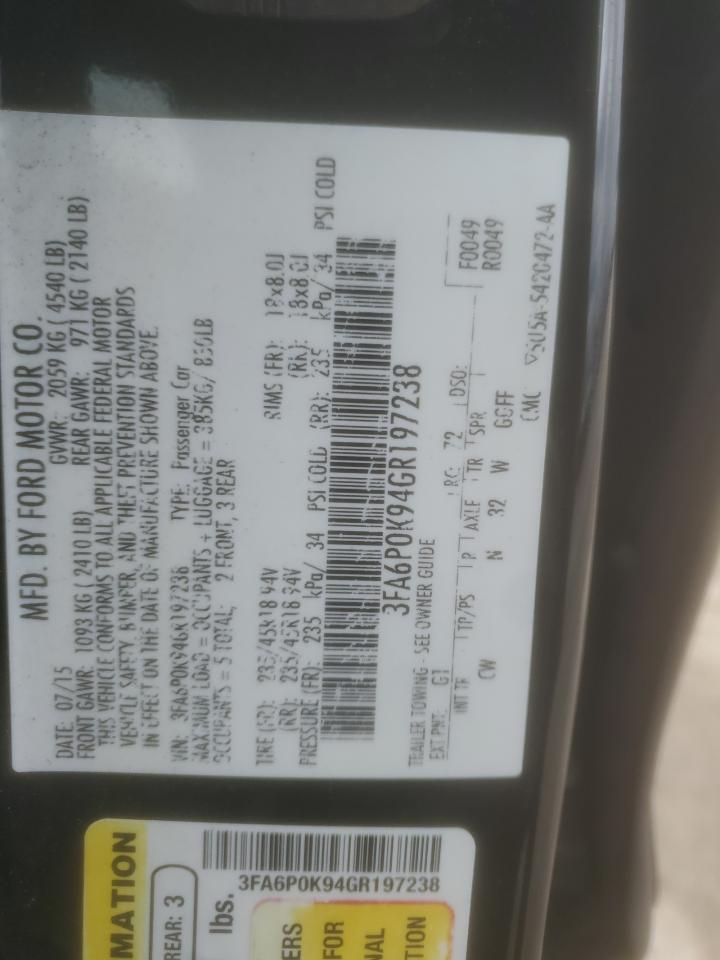 MFD. BY FORD MOTOR CO.
DATE: 07/15 GVWR: 2059 KG ( 4540 LB)
FRONT GAWR: 1093 KG ( 2410 LB) REAR GAWR: 971 KG ( 2140 LB)
THIS VEHICLE CONFORMS TO ALL APPLICABLE FEDERAL MOTOR
VEHICLE SAFETY, BUMPER, AND THEFT PREVENTION STANDARDS
IN EFFECT ON THE DATE OF MANUFACTURE SHOWN ABOVE.
VIN: 3FA6P0K94GR197238 TYPE: Passenger Car
MAXIMUM LOAD = OCCUPANTS + LUGGAGE = 385KG/ 850LB
OCCUPANTS = 5 TOTAL: 2 FRONT, 3 REAR
TIRE (FR): 235/45R18 94V RIMS (FR): 18x8.0J
(RR): 235/45R18 94V (RR): 18x8.0J
PRESSURE (FR): 235 kPa/ 34 PSI COLD (RR): 235 kPa/ 34 PSI COLD
3FA6P0K94GR197238
TRAILER TOWING - SEE OWNER GUIDE
EXT PNT: G1 RC: 72 DSO: F0049
R0049
INT TR TP/PS P AXLE TR SPR
CW N 32 W GGFF
CMC 5U5A-5420472-AA
MATION
REAR: 3
3FA6P0K94GR197238
lbs.
ERS
FOR
NAL
TION